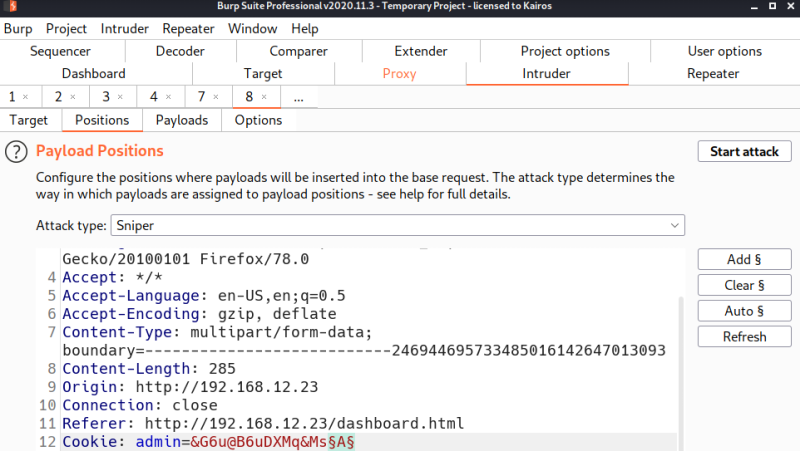 Burp Suite Professional v2020.11.3 - Temporary Project - licensed to Kairos
Burp Project Intruder Repeater Window Help
Sequencer Decoder Comparer Extender Project options User options
Dashboard Target Proxy Intruder Repeater
1 × 2 × 3 × 4 × 7 × 8 × ...
Target Positions Payloads Options
? Payload Positions Start attack
Configure the positions where payloads will be inserted into the base request. The attack type determines the
way in which payloads are assigned to payload positions - see help for full details.
Attack type: Sniper
Gecko/20100101 Firefox/78.0 Add §
4 Accept: */*
5 Accept-Language: en-US,en;q=0.5 Clear §
6 Accept-Encoding: gzip, deflate Auto §
7 Content-Type: multipart/form-data; Refresh
boundary=---------------------------246944695733485016142647013093
8 Content-Length: 285
9 Origin: http://192.168.12.23
10 Connection: close
11 Referer: http://192.168.12.23/dashboard.html
12 Cookie: admin=&G6u@B6uDXMq&Ms§A§